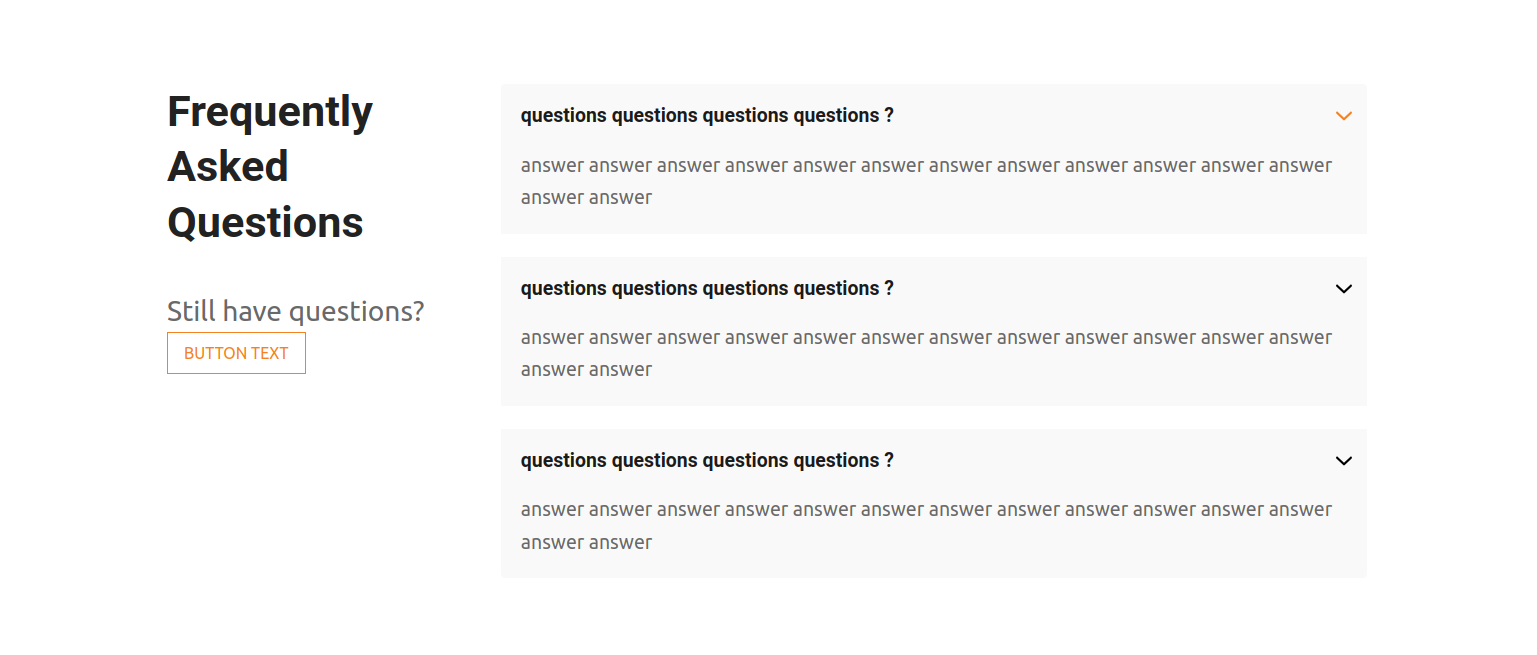 Frequently
Asked
Questions
Still have questions?
BUTTON TEXT
questions questions questions questions ?
answer answer answer answer answer answer answer answer answer answer answer answer
answer answer
questions questions questions questions ?
answer answer answer answer answer answer answer answer answer answer answer answer
answer answer
questions questions questions questions ?
answer answer answer answer answer answer answer answer answer answer answer answer
answer answer